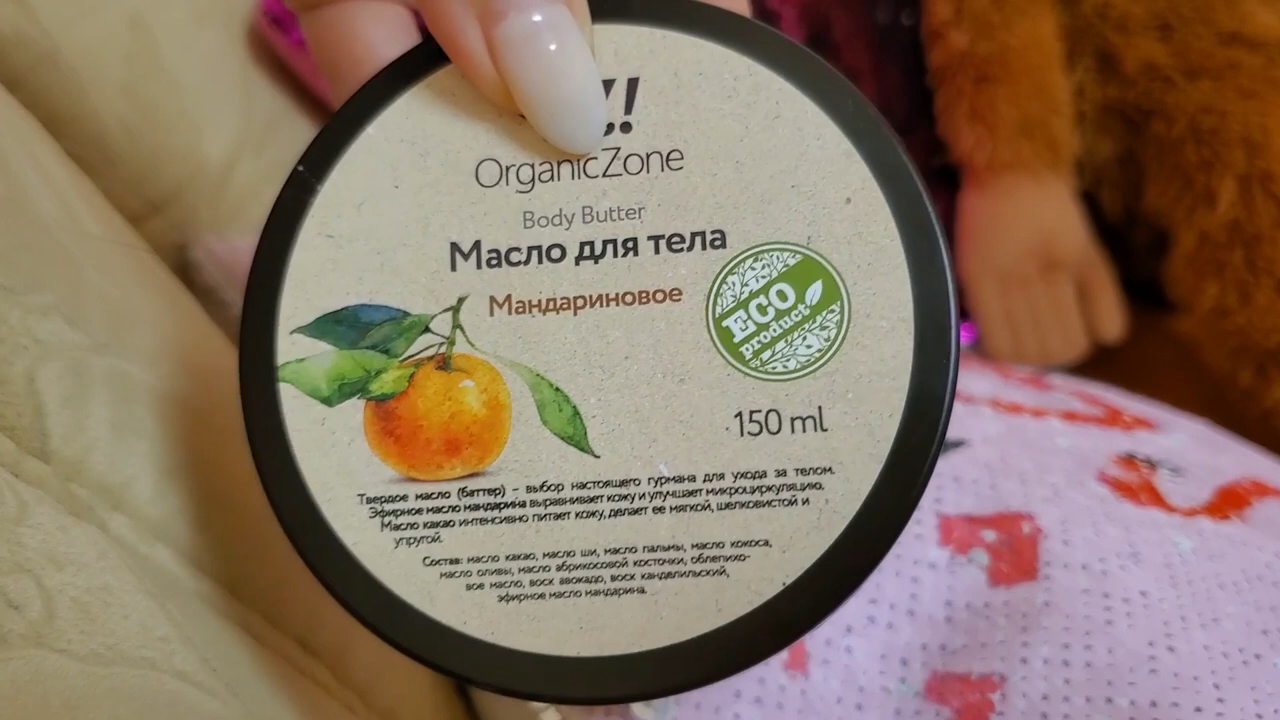 !
OrganicZone
Body Butter
Масло для тела
Мандариновое
ECO
product
150 ml
Твердое масло (баттер) – выбор настоящего гурмана для ухода за телом.
Эфирное масло мандарина выравнивает кожу и улучшает микроциркуляцию.
Масло какао интенсивно питает кожу, делает ее мягкой, шелковистой и
упругой.
Состав: масло какао, масло ши, масло пальмы, масло кокоса,
масло оливы, масло абрикосовой косточки, облепихо-
вое масло, воск авокадо, воск канделильский,
эфирное масло мандарина.